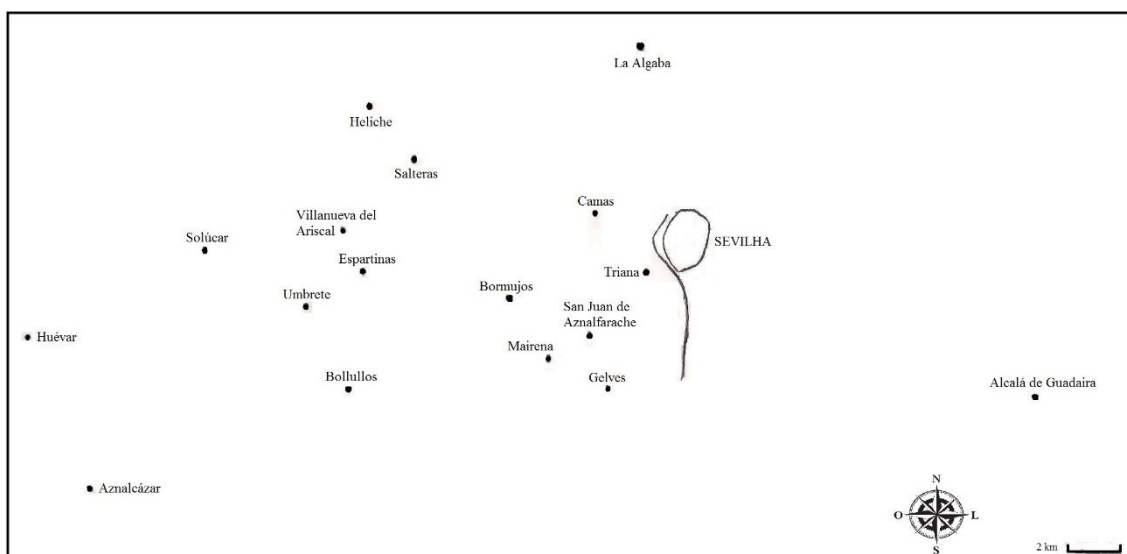 La Algaba
Heliche
Salteras
Camas
Villanueva del
Ariscal
SEVILHA
Solúcar
Espartinas
Triana
Bormujos
Umbrete
San Juan de
Aznalfarache
Huévar
Mairena
Bollullos
Gelves
Alcalá de Guadaira
Aznalcázar
N
O
L
S
2 km